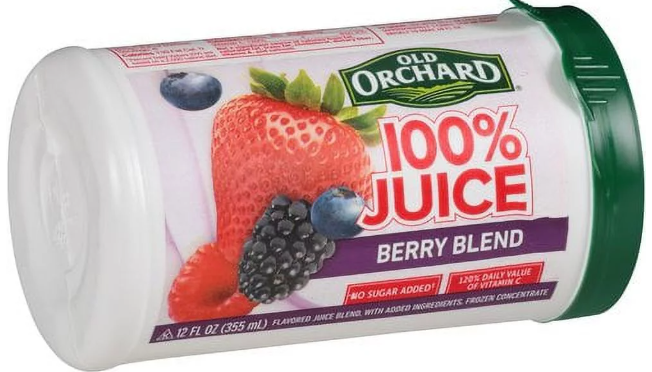 OLD
ORCHARD
100%
JUICE
BERRY BLEND
NO SUGAR ADDED!
120% DAILY VALUE
OF VITAMIN C
12 FL OZ (355 mL) FLAVORED JUICE BLEND. WITH ADDED INGREDIENTS. FROZEN CONCENTRATE